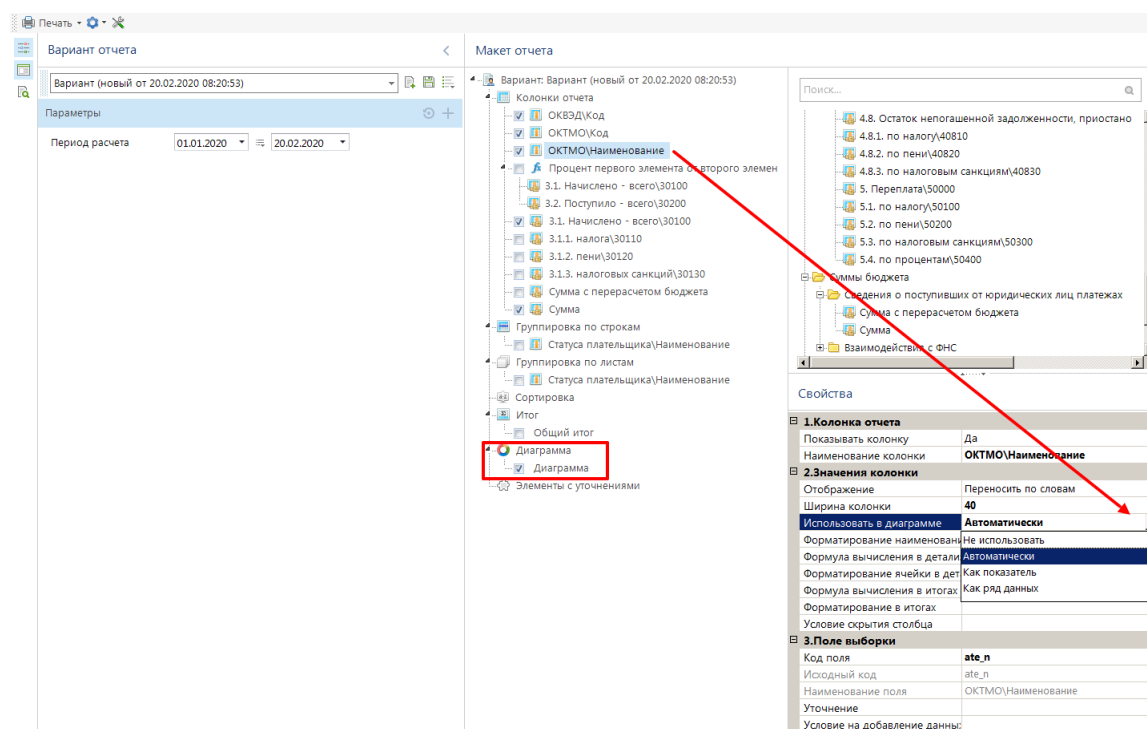 Печать
Вариант отчета
Вариант (новый от 20.02.2020 08:20:53)
Параметры
Период расчета 01.01.2020 20.02.2020
Макет отчета
Вариант: Вариант (новый от 20.02.2020 08:20:53)
Колонки отчета
ОКВЭД\Код
ОКТМО\Код
ОКТМО\Наименование
Процент первого элемента от второго элемен
3.1. Начислено - всего\30100
3.2. Поступило - всего\30200
3.1. Начислено - всего\30100
3.1.1. налога\30110
3.1.2. пени\30120
3.1.3. налоговых санкций\30130
Сумма с перерасчетом бюджета
Сумма
Группировка по строкам
Статуса плательщика\Наименование
Группировка по листам
Статуса плательщика\Наименование
Сортировка
Итог
Общий итог
Диаграмма
Диаграмма
Элементы с уточнениями
Поиск...
4.8. Остаток непогашенной задолженности, приостано
4.8.1. по налогу\40810
4.8.2. по пени\40820
4.8.3. по налоговым санкциям\40830
5. Переплата\50000
5.1. по налогу\50100
5.2. по пени\50200
5.3. по налоговым санкциям\50300
5.4. по процентам\50400
Суммы бюджета
Сведения о поступивших от юридических лиц платежах
Сумма с перерасчетом бюджета
Сумма
Взаимодействия с ФНС
Свойства
1.Колонка отчета
Показывать колонку Да
Наименование колонки ОКТМО\Наименование
2.Значения колонки
Отображение Переносить по словам
Ширина колонки 40
Использовать в диаграмме Автоматически
Форматирование наименовани Не использовать
Формула вычисления в детали Автоматически
Форматирование ячейки в дет Как показатель
Формула вычисления в итогах Как ряд данных
Форматирование в итогах
Условие скрытия столбца
3.Поле выборки
Код поля ate_n
Исходный код ate_n
Наименование поля ОКТМО\Наименование
Уточнение
Условие на добавление данны